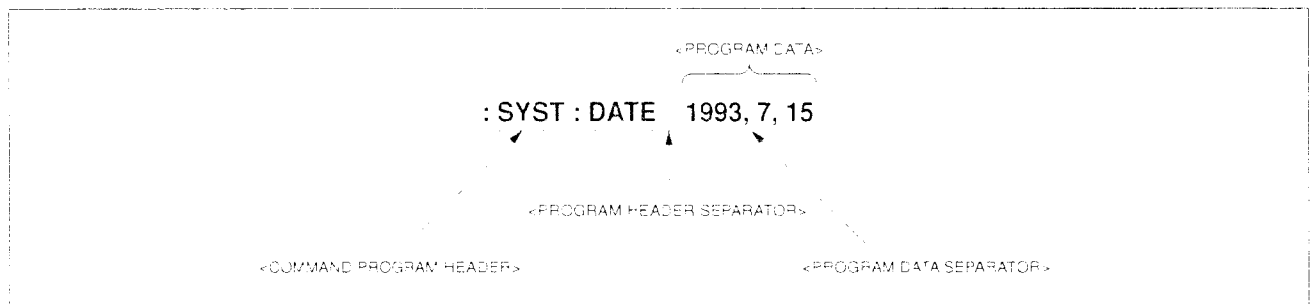 <PROGRAM DATA>
: SYST : DATE 1993, 7, 15
<PROGRAM HEADER SEPARATOR>
<COMMAND PROGRAM HEADER>
<PROGRAM DATA SEPARATOR>